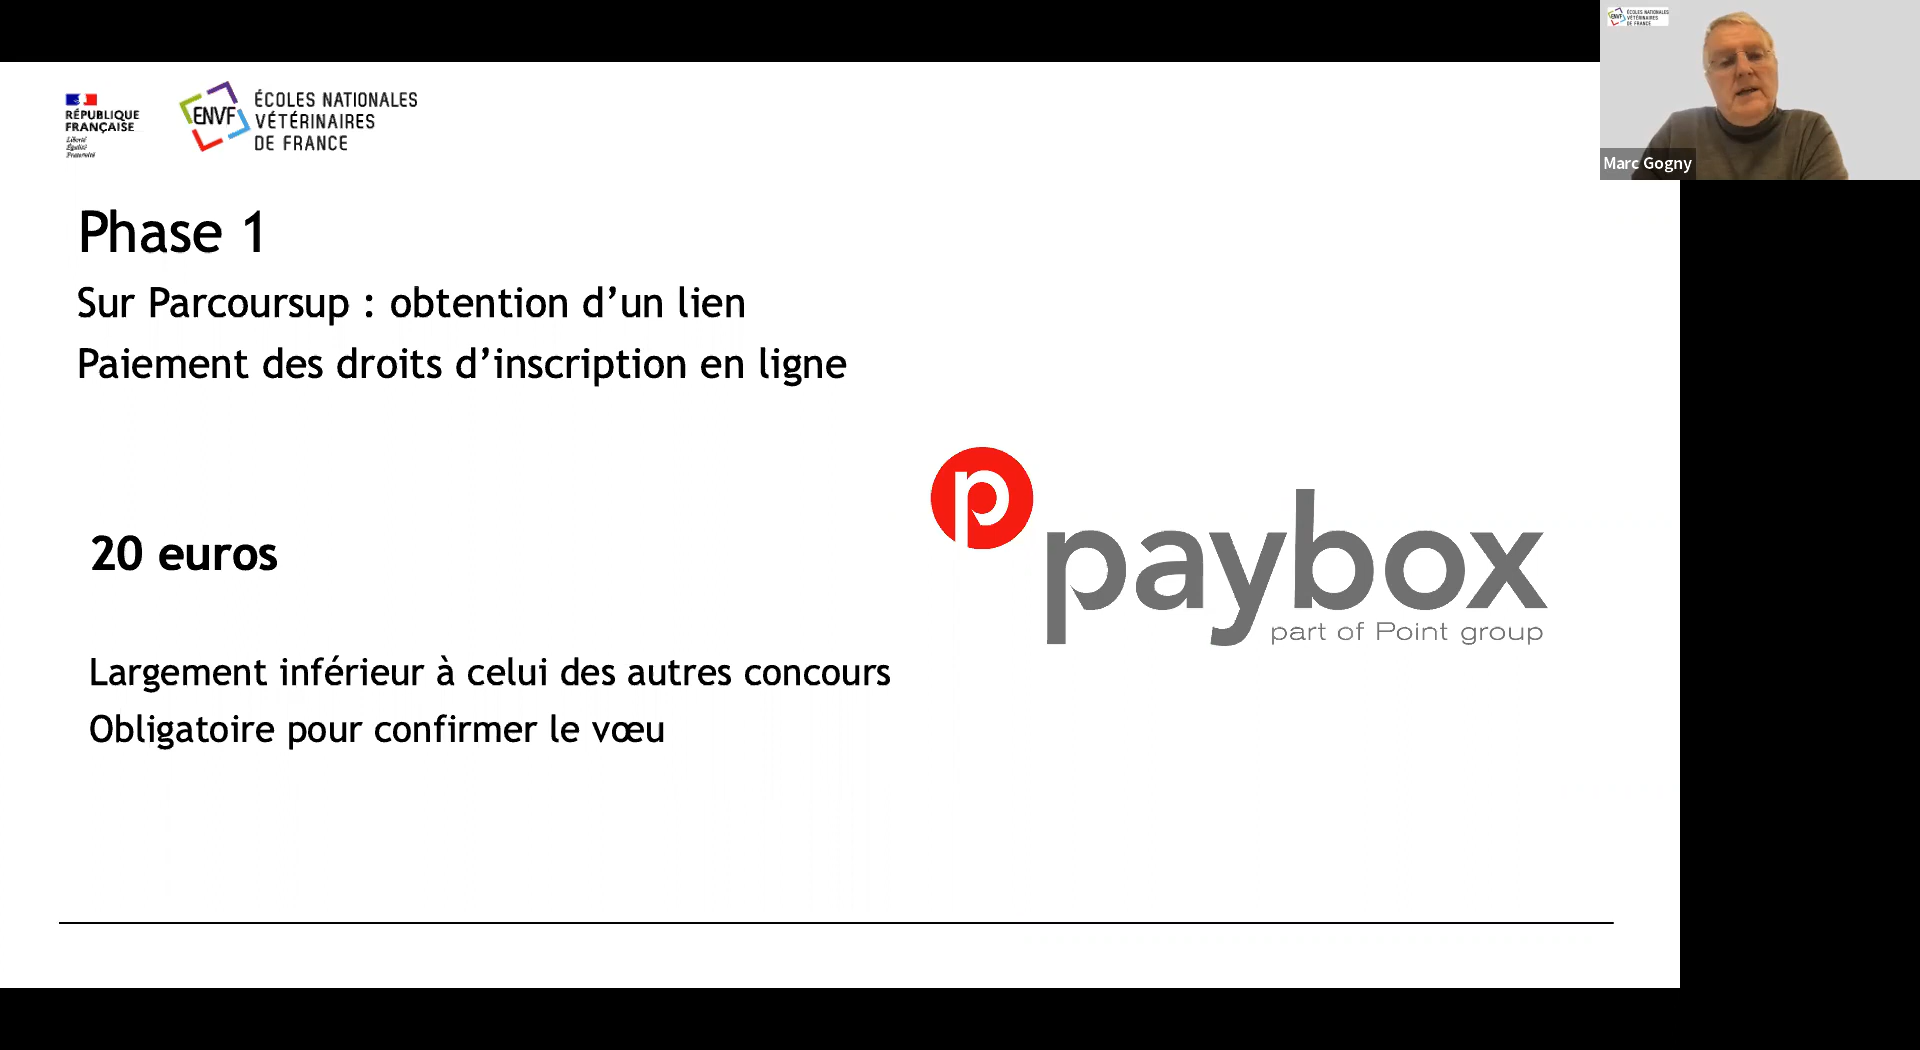 RÉPUBLIQUE
FRANÇAISE
Liberté
Égalité
Fraternité
ENVF
ÉCOLES NATIONALES
VÉTÉRINAIRES
DE FRANCE
ENVF
ÉCOLES NATIONALES
VÉTÉRINAIRES
DE FRANCE
Marc Gogny
Phase 1
Sur Parcoursup : obtention d’un lien
Paiement des droits d’inscription en ligne
p
paybox
part of Point group
20 euros
Largement inférieur à celui des autres concours
Obligatoire pour confirmer le vœu